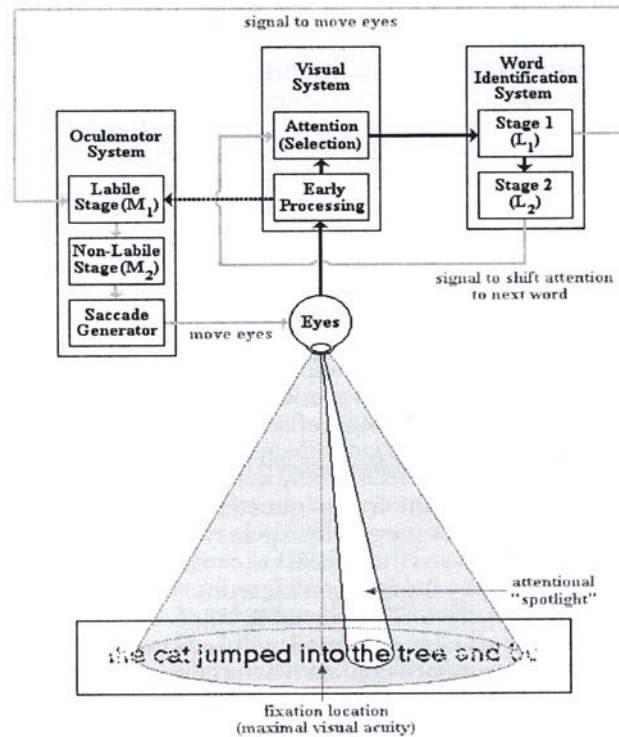 signal to move eyes
Visual
System
Word
Identification
System
Oculomotor
System
Attention
(Selection)
Stage 1
(L₁)
Labile
Stage (M₁)
Early
Processing
Stage 2
(L₂)
Non-Labile
Stage (M₂)
signal to shift attention
to next word
Saccade
Generator
move eyes
Eyes
attentional
"spotlight"
the cat jumped into the tree and
fixation location
(maximal visual acuity)